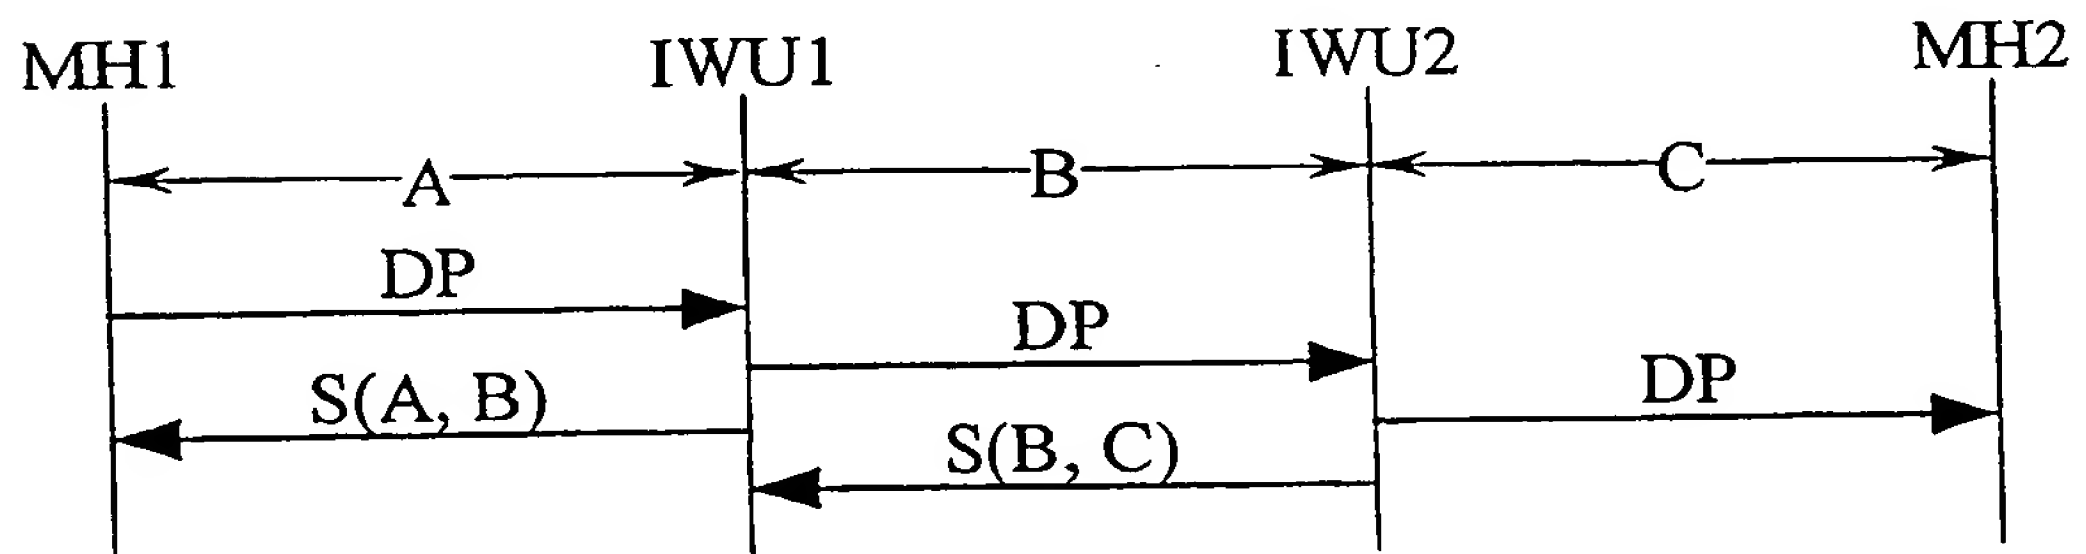 MH1 IWU1 IWU2 MH2
A B C
DP
DP
DP
S(A, B)
S(B, C)